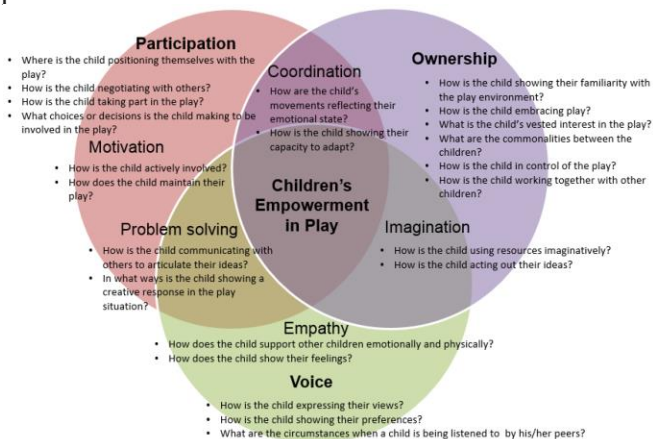 Participation
• Where is the child positioning themselves with the
play?
• How is the child negotiating with others?
• How is the child taking part in the play?
• What choices or decisions is the child making to be
involved in the play?
Motivation
• How is the child actively involved?
• How does the child maintain their
play?
Coordination
• How are the child's
movements reflecting their
emotional state?
• How is the child showing their
capacity to adapt?
Ownership
• How is the child showing their familiarity with
the play environment?
• How is the child embracing play?
• What is the child's vested interest in the play?
• What are the commonalities between the
children?
• How is the child in control of the play?
• How is the child working together with other
children?
Children's
Empowerment
in Play
Problem solving
• How is the child communicating with
others to articulate their ideas?
• In what ways is the child showing a
creative response in the play
situation?
Imagination
• How is the child using resources imaginatively?
• How is the child acting out their ideas?
Empathy
• How does the child support other children emotionally and physically?
• How does the child show their feelings?
Voice
• How is the child expressing their views?
• How is the child showing their preferences?
• What are the circumstances when a child is being listened to by his/her peers?